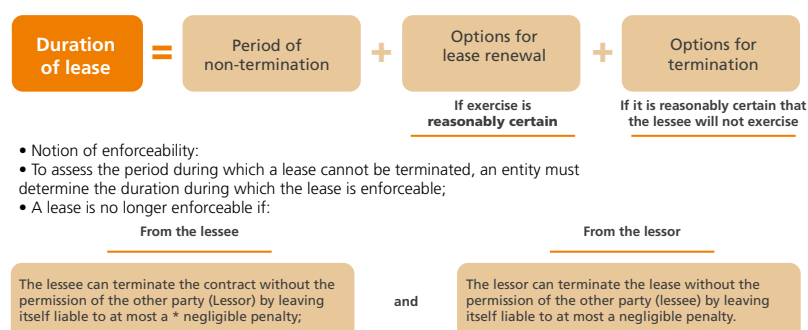 Duration
of lease
=
Period of
non-termination
+
Options for
lease renewal
+
Options for
termination
If exercise is
reasonably certain
If it is reasonably certain that
the lessee will not exercise
• Notion of enforceability:
• To assess the period during which a lease cannot be terminated, an entity must
determine the duration during which the lease is enforceable;
• A lease is no longer enforceable if:
From the lessee
The lessee can terminate the contract without the
permission of the other party (Lessor) by leaving
itself liable to at most a * negligible penalty;
and
From the lessor
The lessor can terminate the lease without the
permission of the other party (lessee) by leaving
itself liable to at most a negligible penalty.